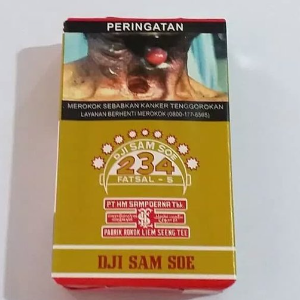 PERINGATAN
MEROKOK SEBABKAN KANKER TENGGOROKAN
LAYANAN BERHENTI MEROKOK (0800-177-6565)
DJI SAM SOE
234
FATSAL - 5
PT HM SAMPOERNA Tbk.
PABRIK ROKOK LIEM SEENG TEE
DJI SAM SOE